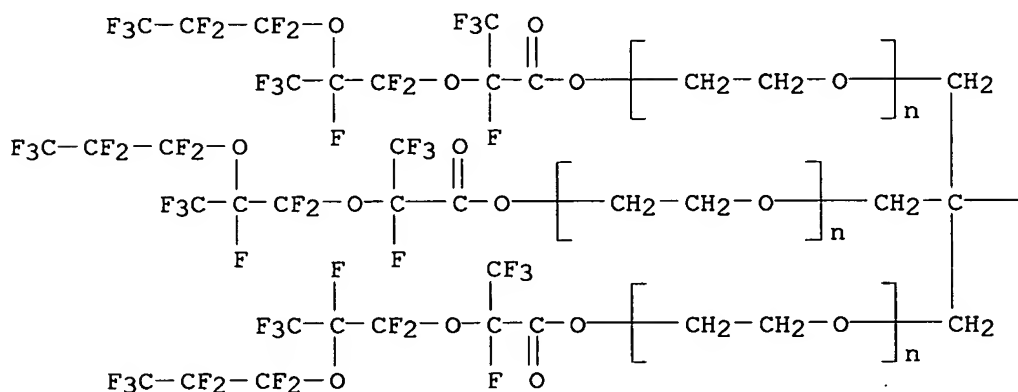 F3C-CF2-CF2-O F3C O
F3C-C-CF2-O-C-C-O-[-CH2-CH2-O-]n-CH2
F F
F3C-CF2-CF2-O CF3 O
F3C-C-CF2-O-C-C-O-[-CH2-CH2-O-]n-CH2-C-
F F
F CF3
F3C-C-CF2-O-C-C-O-[-CH2-CH2-O-]n-CH2
F3C-CF2-CF2-O F O